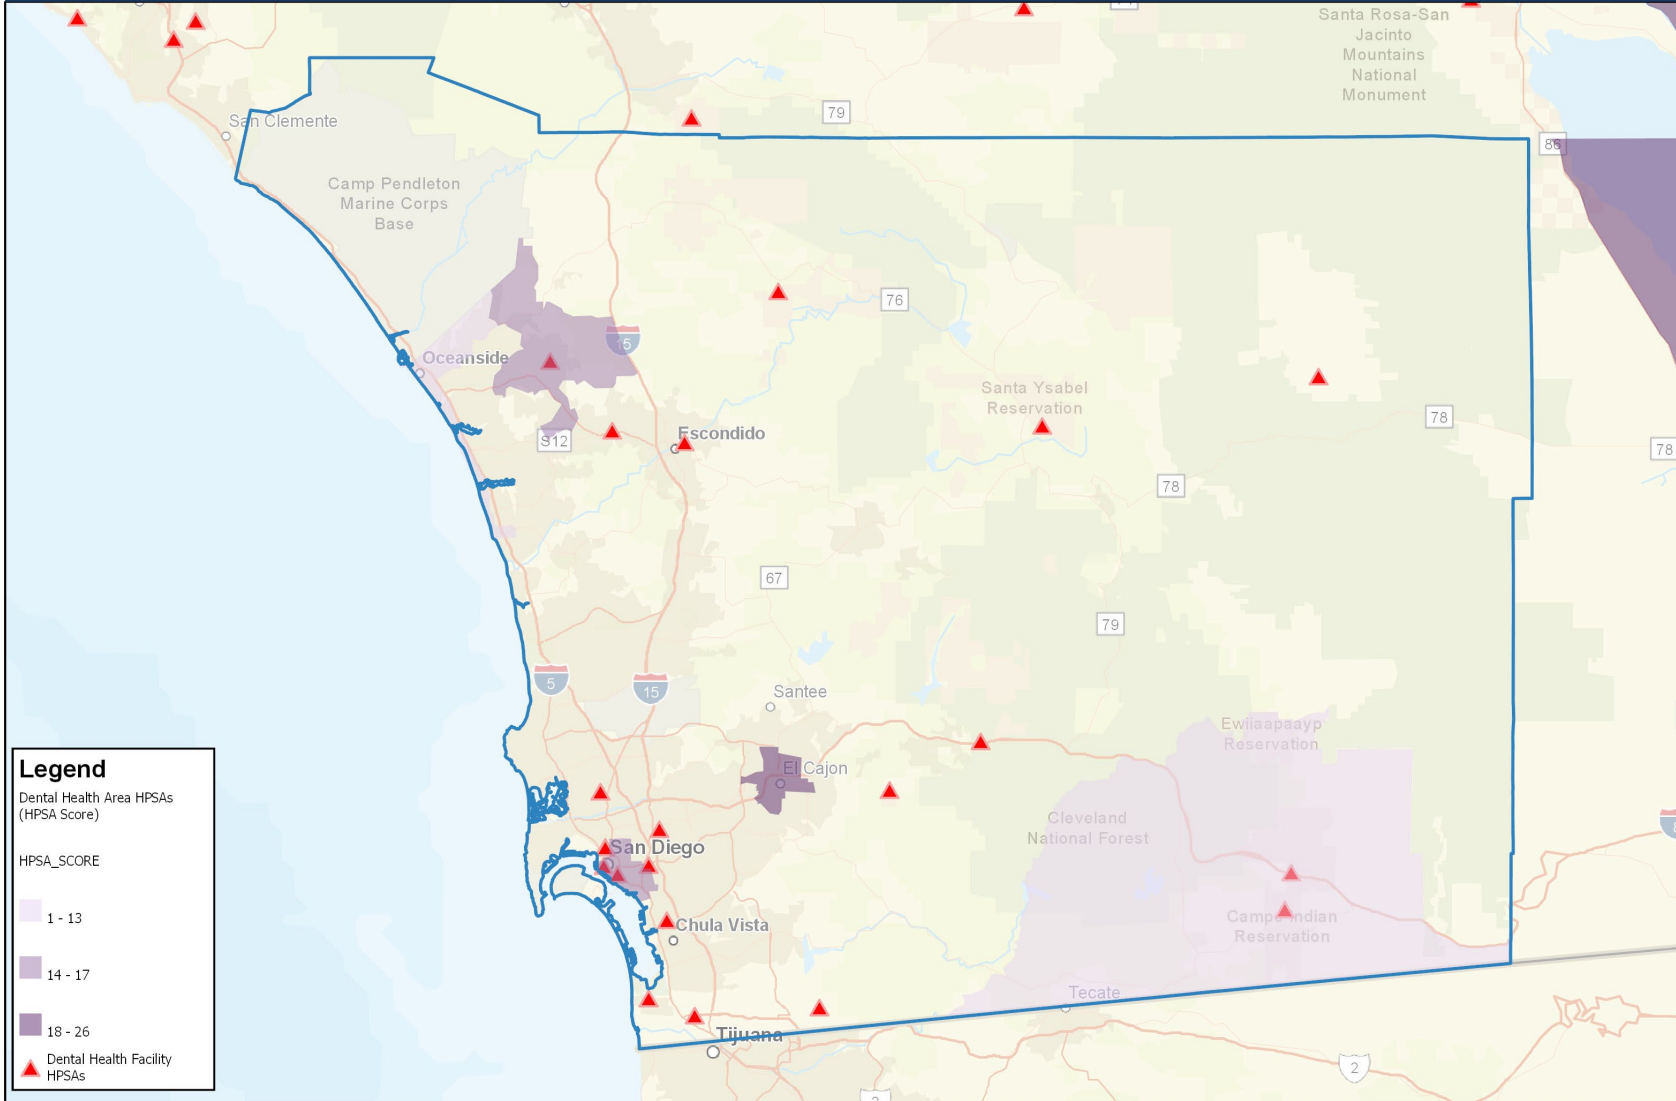 Santa Rosa-San
Jacinto
Mountains
National
Monument
79
San Clemente
86
Camp Pendleton
Marine Corps
Base
76
15
Oceanside
Santa Ysabel
Reservation
78
Escondido
S12
78
78
67
79
5
15
Santee
Ewiiaapaayp
Reservation
El Cajon
Cleveland
National Forest
San Diego
Campo Indian
Reservation
Chula Vista
Tecate
Tijuana
2
Legend
Dental Health Area HPSAs
(HPSA Score)
HPSA_SCORE
1 - 13
14 - 17
18 - 26
Dental Health Facility
HPSAs